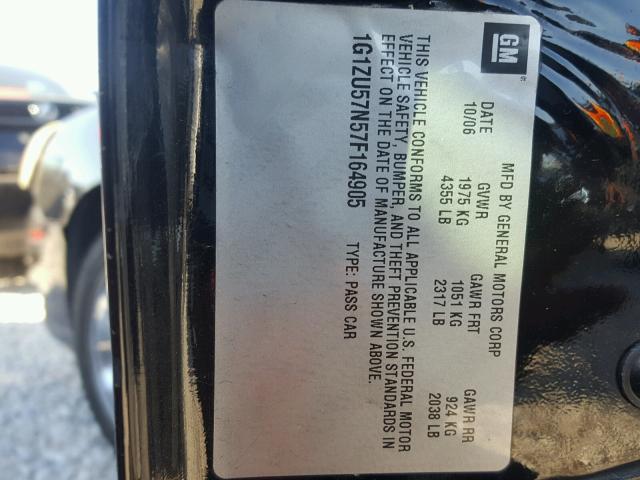 GM
MFD BY GENERAL MOTORS CORP
DATE GVWR GAWR FRT GAWR RR
10/06 1975 KG 1051 KG 924 KG
4355 LB 2317 LB 2038 LB
THIS VEHICLE CONFORMS TO ALL APPLICABLE U.S. FEDERAL MOTOR
VEHICLE SAFETY, BUMPER, AND THEFT PREVENTION STANDARDS IN
EFFECT ON THE DATE OF MANUFACTURE SHOWN ABOVE.
1G1ZU57N57F164905 TYPE: PASS CAR